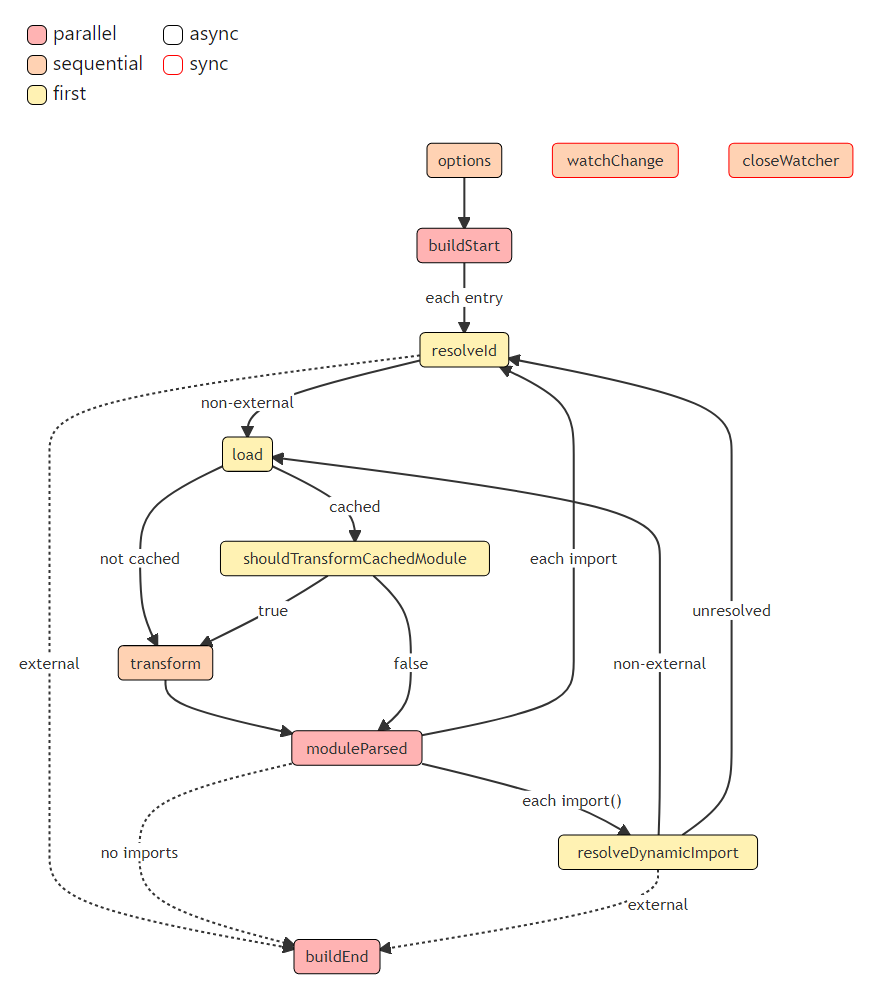 parallel async
sequential sync
first
options watchChange closeWatcher
buildStart
each entry
resolveId
non-external
load
cached
not cached shouldTransformCachedModule each import
true unresolved
external transform false non-external
moduleParsed
each import()
no imports resolveDynamicImport
external
buildEnd